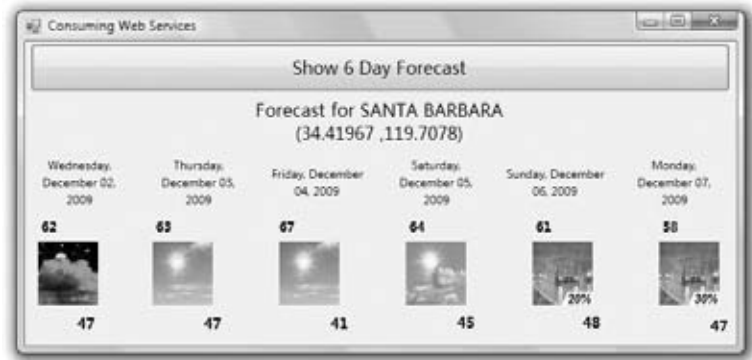 Consuming Web Services
Show 6 Day Forecast
Forecast for SANTA BARBARA
(34.41967 ,119.7078)
Wednesday,
December 02,
2009
Thursday,
December 03,
2009
Friday, December
04, 2009
Saturday,
December 05,
2009
Sunday, December
06, 2009
Monday,
December 07,
2009
62 63 67 64 61 58
20% 30%
47 47 41 45 48 47